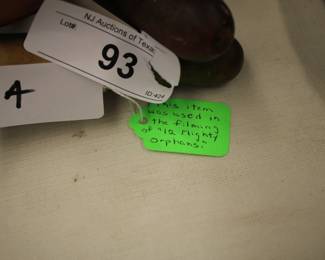 NJ Auctions of Texas
Lot#:
93
ID:424
4
This item
was used in
the filming
of "12 Mighty
Orphans."